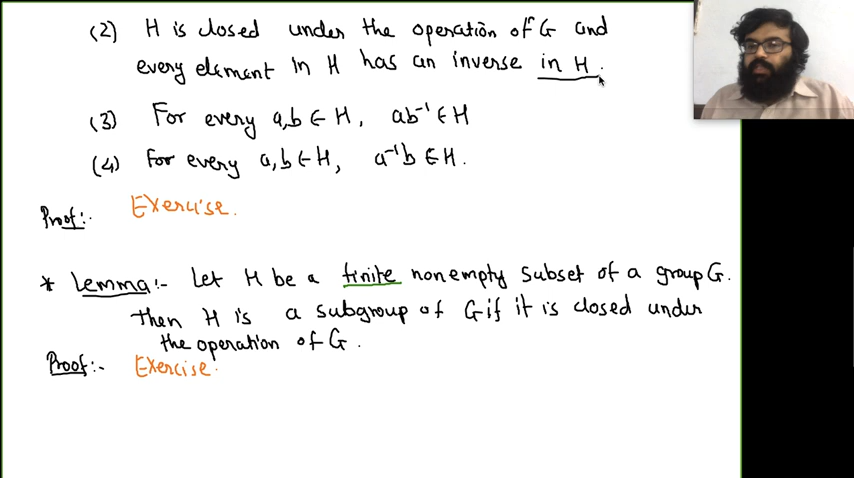 (2) H is closed under the operation of G and
every element in H has an inverse in H.
(3) For every a,b ∈ H, ab⁻¹ ∈ H
(4) For every a,b ∈ H, a⁻¹b ∈ H.
Proof:- Exercise.
* Lemma:- Let H be a finite nonempty subset of a group G.
Then H is a subgroup of G if it is closed under
the operation of G.
Proof:- Exercise.